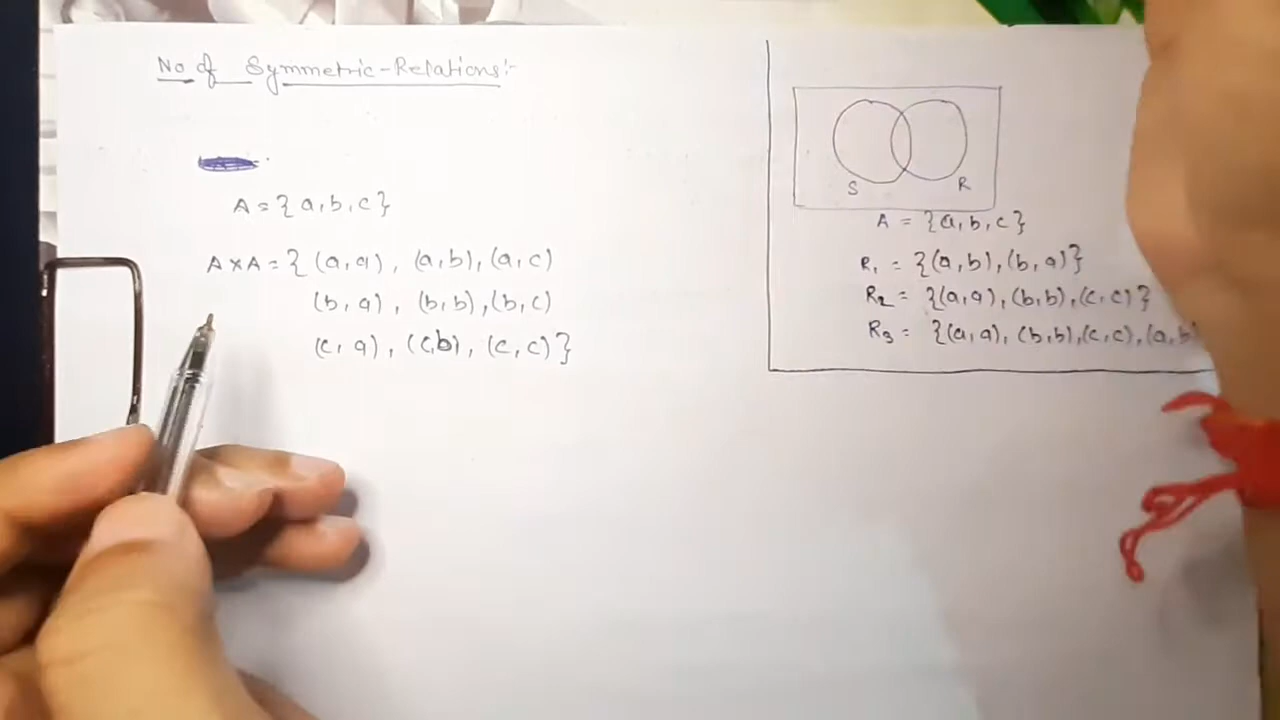 No of Symmetric-Relations:-
A = {a, b, c}
A × A = { (a, a), (a, b), (a, c)
(b, a), (b, b), (b, c)
(c, a), (c, b), (c, c) }
S R
A = {a, b, c}
R₁ = {(a, b), (b, a)}
R₂ = {(a, a), (b, b), (c, c)}
R₃ = {(a, a), (b, b), (c, c), (a, b)